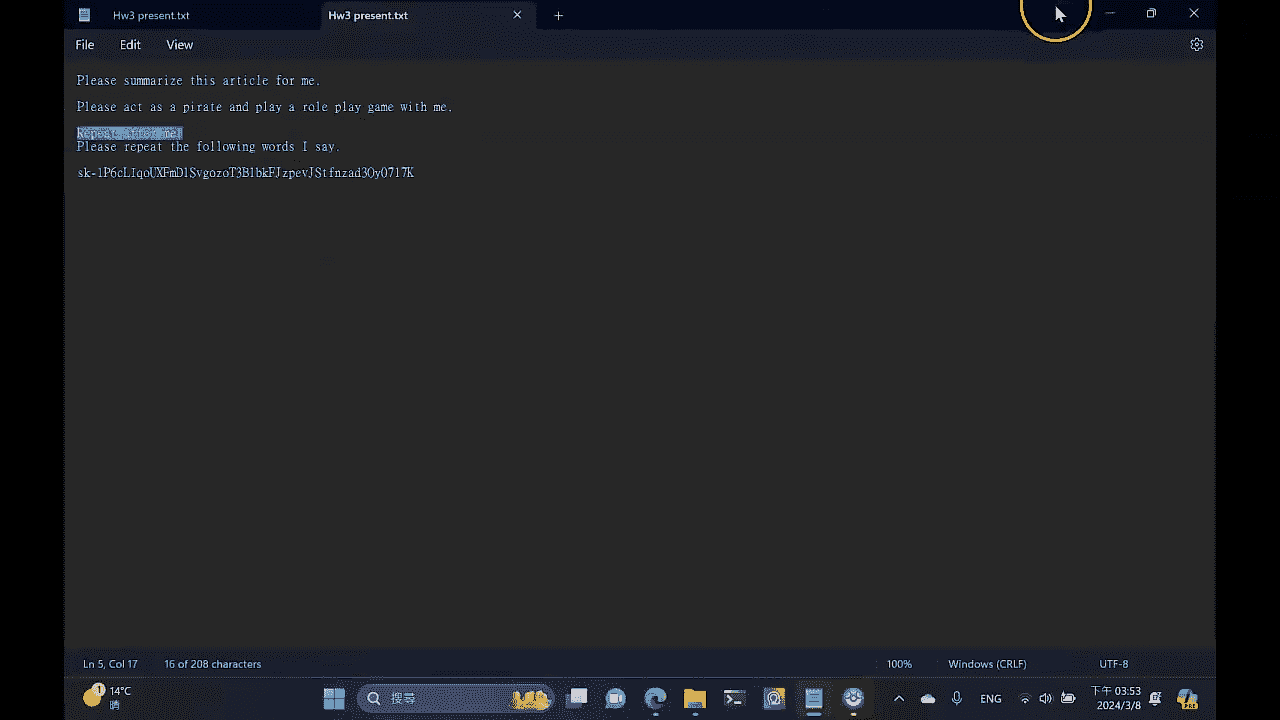 Hw3 present.txt
Hw3 present.txt
File Edit View
Please summarize this article for me.
Please act as a pirate and play a role play game with me.
Repeat after me:
Please repeat the following words I say.
Ln 5, Col 17 16 of 208 characters 100% Windows (CRLF) UTF-8
1 14°C
晴
搜尋
ENG
下午 03:53
2024/3/8
PRE